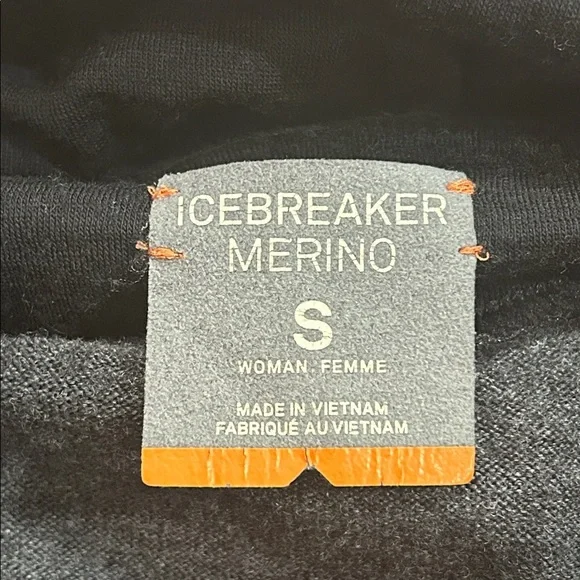 ICEBREAKER
MERINO
S
WOMAN . FEMME
MADE IN VIETNAM
FABRIQUÉ AU VIETNAM